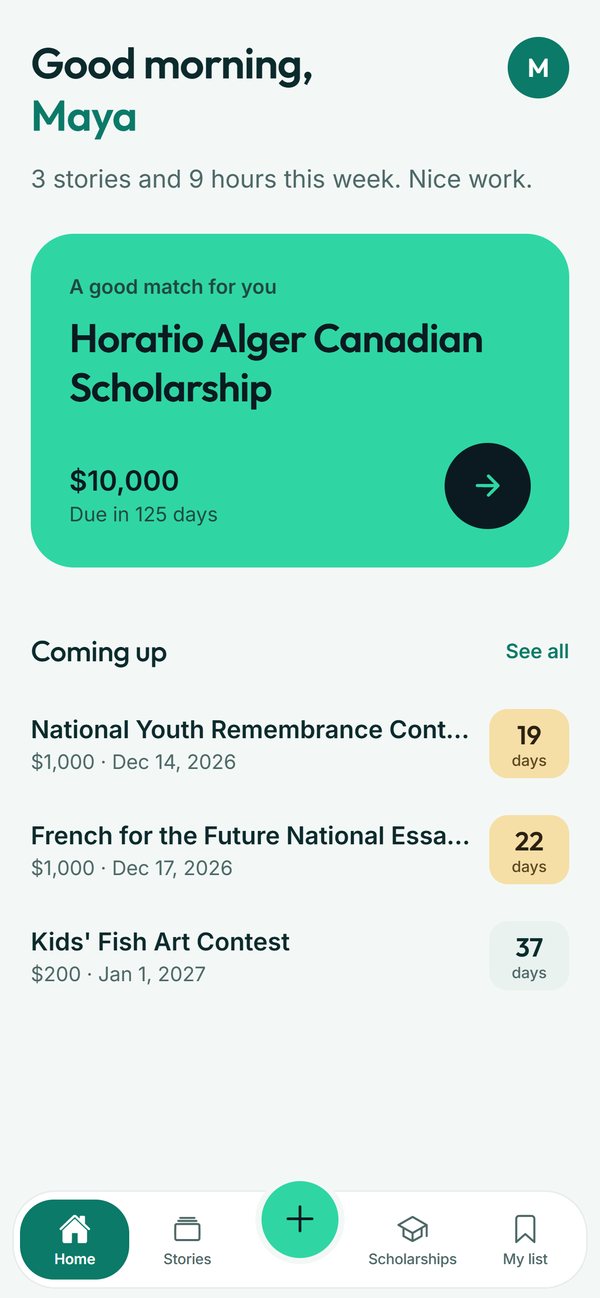 Good morning,
Maya
M
3 stories and 9 hours this week. Nice work.
A good match for you
Horatio Alger Canadian
Scholarship
$10,000
Due in 125 days
Coming up
See all
National Youth Remembrance Cont...
$1,000 · Dec 14, 2026
19
days
French for the Future National Essa...
$1,000 · Dec 17, 2026
22
days
Kids' Fish Art Contest
$200 · Jan 1, 2027
37
days
Home
Stories
Scholarships
My list